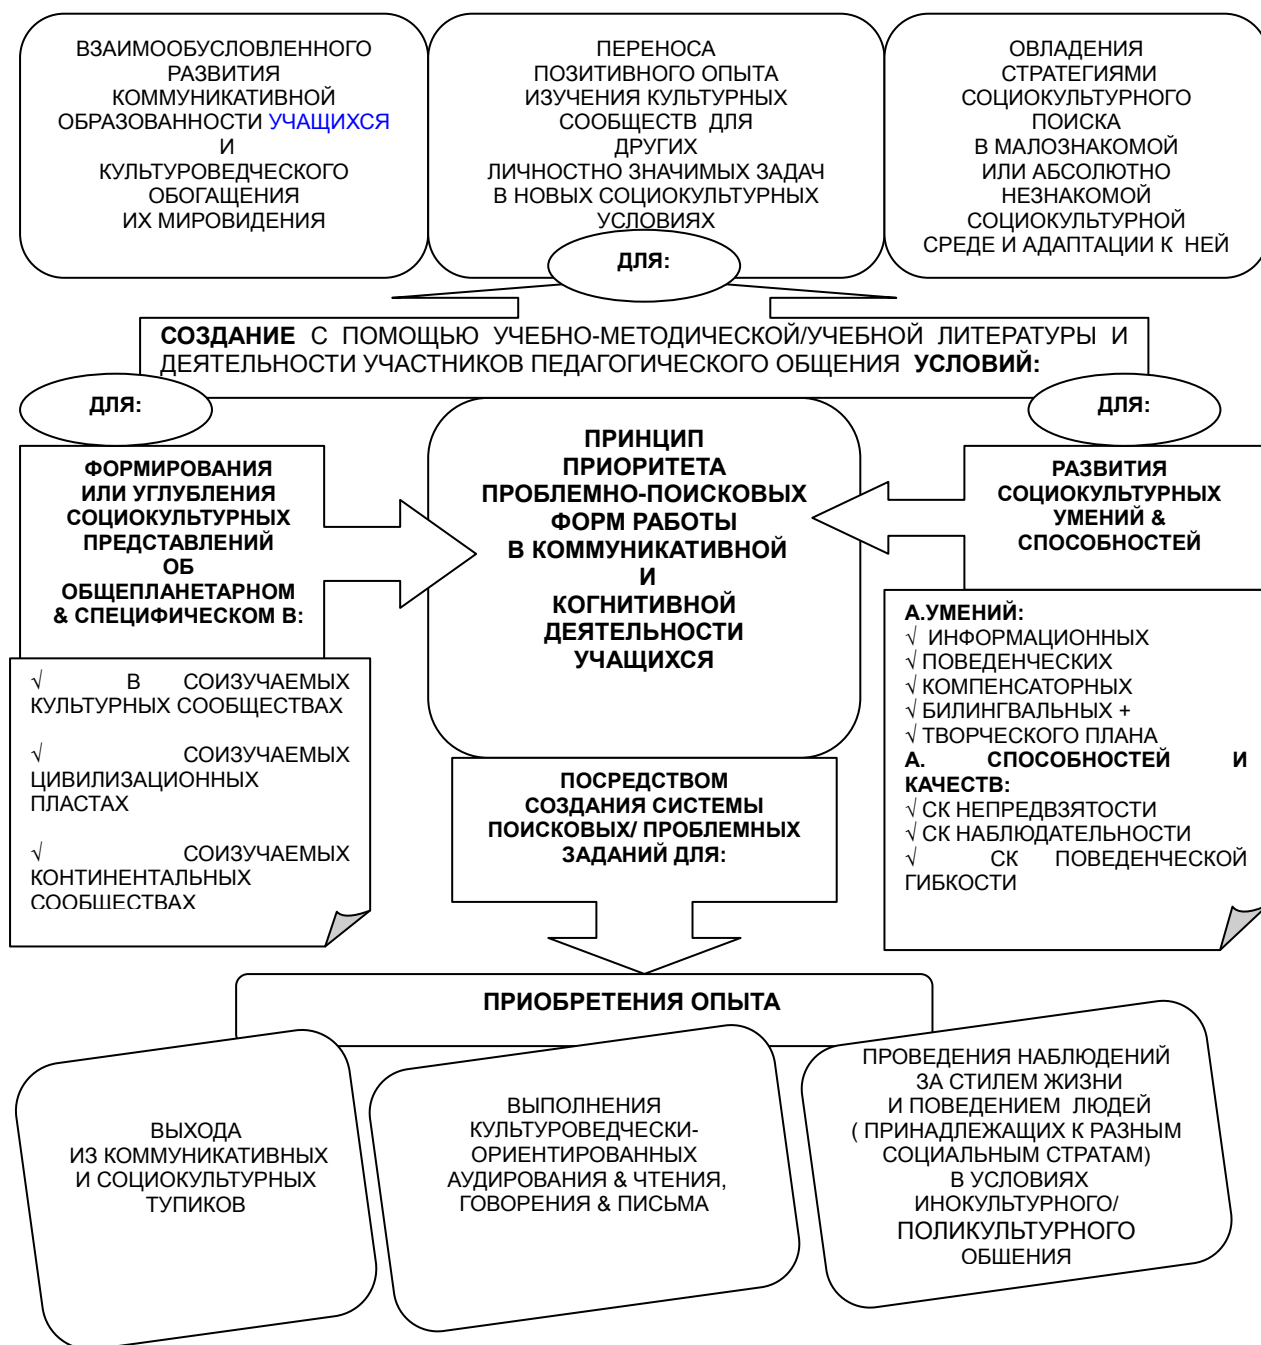 ВЗАИМООБУСЛОВЛЕННОГО
РАЗВИТИЯ
КОММУНИКАТИВНОЙ
ОБРАЗОВАННОСТИ УЧАЩИХСЯ
И
КУЛЬТУРОВЕДЧЕСКОГО
ОБОГАЩЕНИЯ
ИХ МИРОВИДЕНИЯ
ПЕРЕНОСА
ПОЗИТИВНОГО ОПЫТА
ИЗУЧЕНИЯ КУЛЬТУРНЫХ
СООБЩЕСТВ ДЛЯ
ДРУГИХ
ЛИЧНОСТНО ЗНАЧИМЫХ ЗАДАЧ
В НОВЫХ СОЦИОКУЛЬТУРНЫХ
УСЛОВИЯХ
ОВЛАДЕНИЯ
СТРАТЕГИЯМИ
СОЦИОКУЛЬТУРНОГО
ПОИСКА
В МАЛОЗНАКОМОЙ
ИЛИ АБСОЛЮТНО
НЕЗНАКОМОЙ
СОЦИОКУЛЬТУРНОЙ
СРЕДЕ И АДАПТАЦИИ К НЕЙ
ДЛЯ:
СОЗДАНИЕ С ПОМОЩЬЮ УЧЕБНО-МЕТОДИЧЕСКОЙ/УЧЕБНОЙ ЛИТЕРАТУРЫ И
ДЕЯТЕЛЬНОСТИ УЧАСТНИКОВ ПЕДАГОГИЧЕСКОГО ОБЩЕНИЯ УСЛОВИЙ:
ДЛЯ:
ФОРМИРОВАНИЯ
ИЛИ УГЛУБЛЕНИЯ
СОЦИОКУЛЬТУРНЫХ
ПРЕДСТАВЛЕНИЙ
ОБ
ОБЩЕПЛАНЕТАРНОМ
& СПЕЦИФИЧЕСКОМ В:
√ В СОИЗУЧАЕМЫХ
КУЛЬТУРНЫХ СООБЩЕСТВАХ
√ СОИЗУЧАЕМЫХ
ЦИВИЛИЗАЦИОННЫХ
ПЛАСТАХ
√ СОИЗУЧАЕМЫХ
КОНТИНЕНТАЛЬНЫХ
СООБЩЕСТВАХ
ПРИНЦИП
ПРИОРИТЕТА
ПРОБЛЕМНО-ПОИСКОВЫХ
ФОРМ РАБОТЫ
В КОММУНИКАТИВНОЙ
И
КОГНИТИВНОЙ
ДЕЯТЕЛЬНОСТИ
УЧАЩИХСЯ
ДЛЯ:
РАЗВИТИЯ
СОЦИОКУЛЬТУРНЫХ
УМЕНИЙ &
СПОСОБНОСТЕЙ
А.УМЕНИЙ:
√ ИНФОРМАЦИОННЫХ
√ ПОВЕДЕНЧЕСКИХ
√ КОМПЕНСАТОРНЫХ
√ БИЛИНГВАЛЬНЫХ +
√ ТВОРЧЕСКОГО ПЛАНА
А. СПОСОБНОСТЕЙ И
КАЧЕСТВ:
√ СК НЕПРЕДВЗЯТОСТИ
√ СК НАБЛЮДАТЕЛЬНОСТИ
√ СК ПОВЕДЕНЧЕСКОЙ
ГИБКОСТИ
ПОСРЕДСТВОМ
СОЗДАНИЯ СИСТЕМЫ
ПОИСКОВЫХ/ ПРОБЛЕМНЫХ
ЗАДАНИЙ ДЛЯ:
ПРИОБРЕТЕНИЯ ОПЫТА
ВЫХОДА
ИЗ КОММУНИКАТИВНЫХ
И СОЦИОКУЛЬТУРНЫХ
ТУПИКОВ
ВЫПОЛНЕНИЯ
КУЛЬТУРОВЕДЧЕСКИ-
ОРИЕНТИРОВАННЫХ
АУДИРОВАНИЯ & ЧТЕНИЯ,
ГОВОРЕНИЯ & ПИСЬМА
ПРОВЕДЕНИЯ НАБЛЮДЕНИЙ
ЗА СТИЛЕМ ЖИЗНИ
И ПОВЕДЕНИЕМ ЛЮДЕЙ
( ПРИНАДЛЕЖАЩИХ К РАЗНЫМ
СОЦИАЛЬНЫМ СТРАТАМ)
В УСЛОВИЯХ
ИНОКУЛЬТУРНОГО/
ПОЛИКУЛЬТУРНОГО
ОБЩЕНИЯ